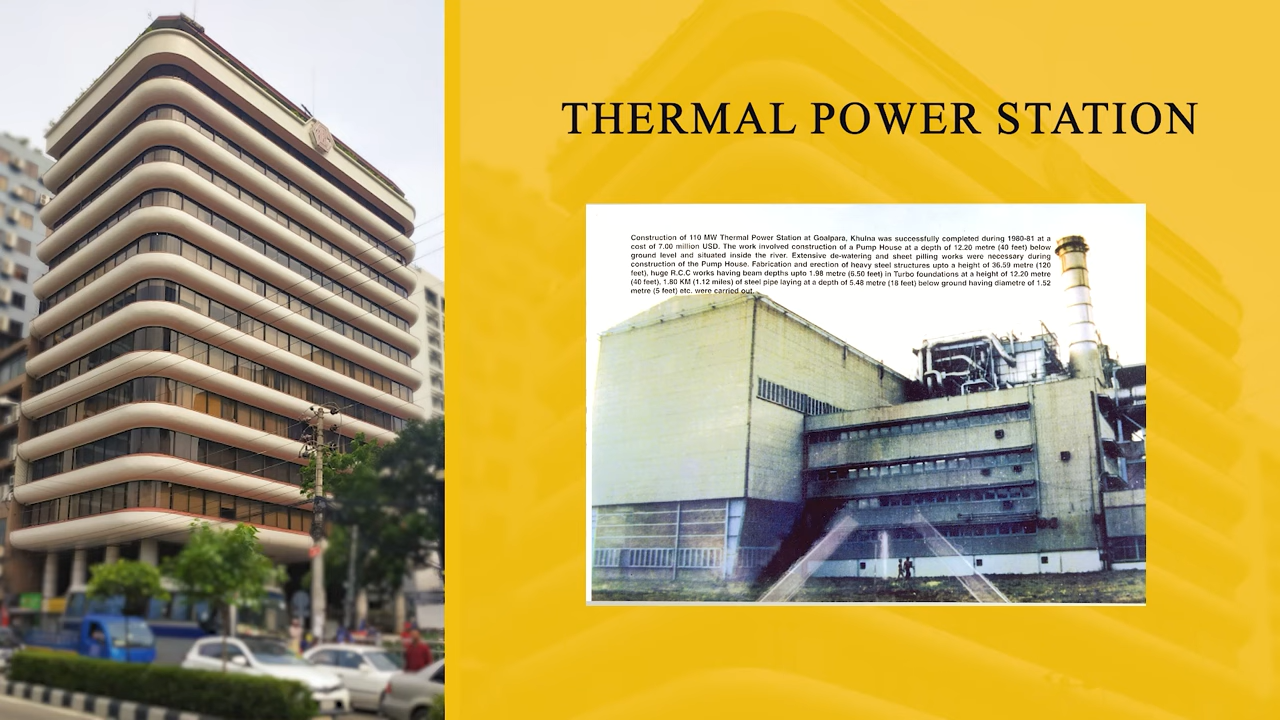 THERMAL POWER STATION
Construction of 110 MW Thermal Power Station at Goalpara, Khulna was successfully completed during 1980-81 at a
cost of 7.00 million USD. The work involved construction of a Pump House at a depth of 12.20 metre (40 feet) below
ground level and situated inside the river. Extensive de-watering and sheet pilling works were necessary during
construction of the Pump House. Fabrication and erection of heavy steel structures upto a height of 36.59 metre (120
feet), huge R.C.C works having beam depths upto 1.98 metre (6.50 feet) in Turbo foundations at a height of 12.20 metre
(40 feet), 1.80 KM (1.12 miles) of steel pipe laying at a depth of 5.48 metre (18 feet) below ground having diametre of 1.52
metre (5 feet) etc. were carried out.